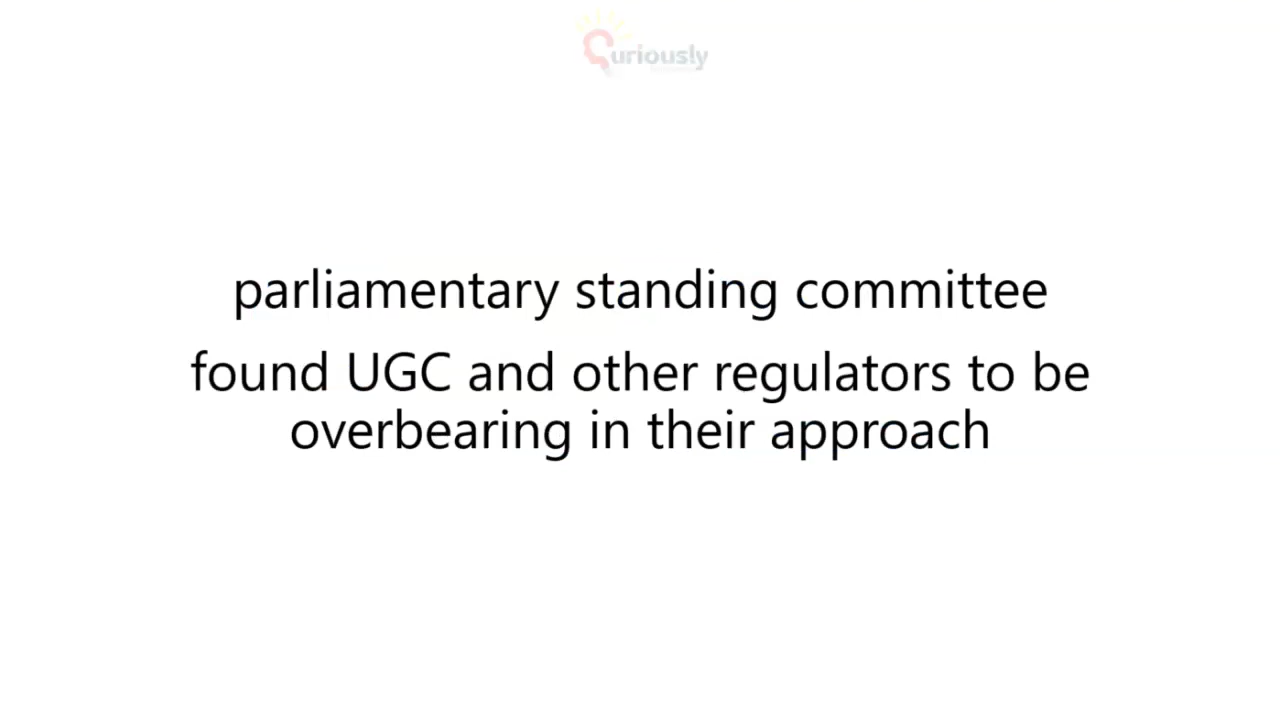 Curiously
parliamentary standing committee
found UGC and other regulators to be
overbearing in their approach